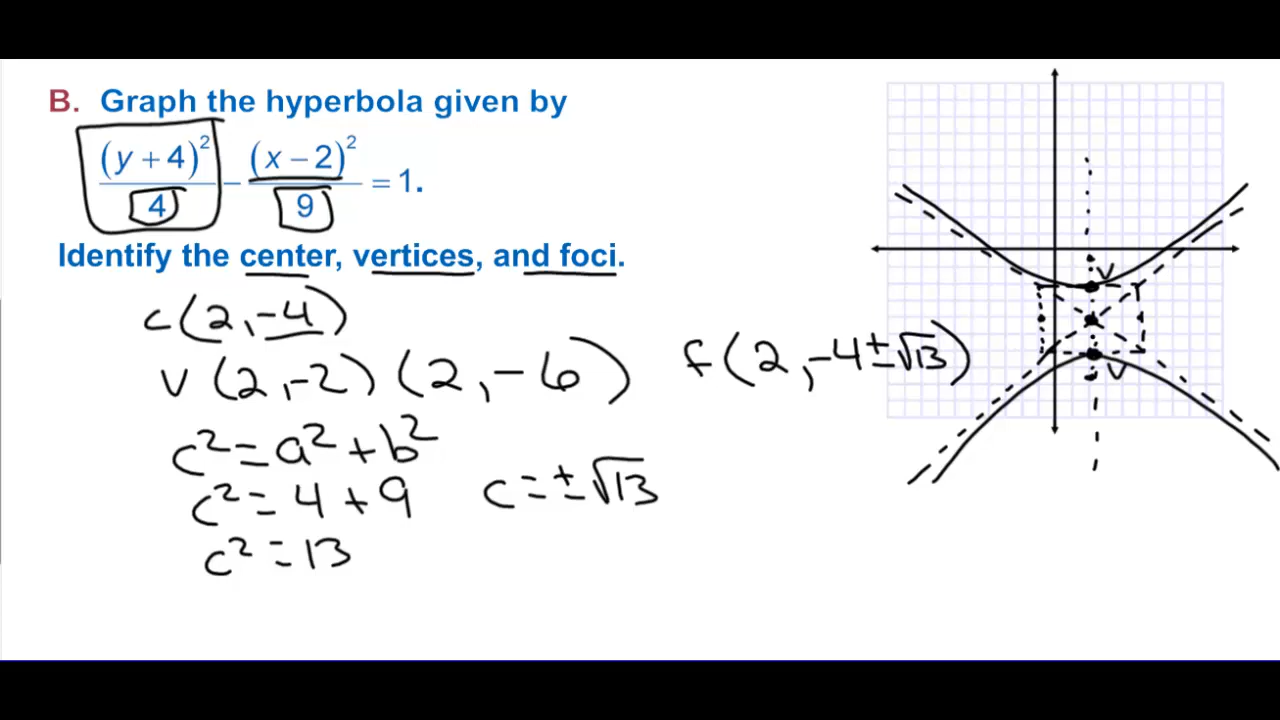 B. Graph the hyperbola given by
(y + 4)² / 4 − (x − 2)² / 9 = 1.
Identify the center, vertices, and foci.
c(2, -4)
v(2, -2) (2, -6)
f(2, -4 ± √13)
c² = a² + b²
c² = 4 + 9
c = ± √13
c² = 13
v
v